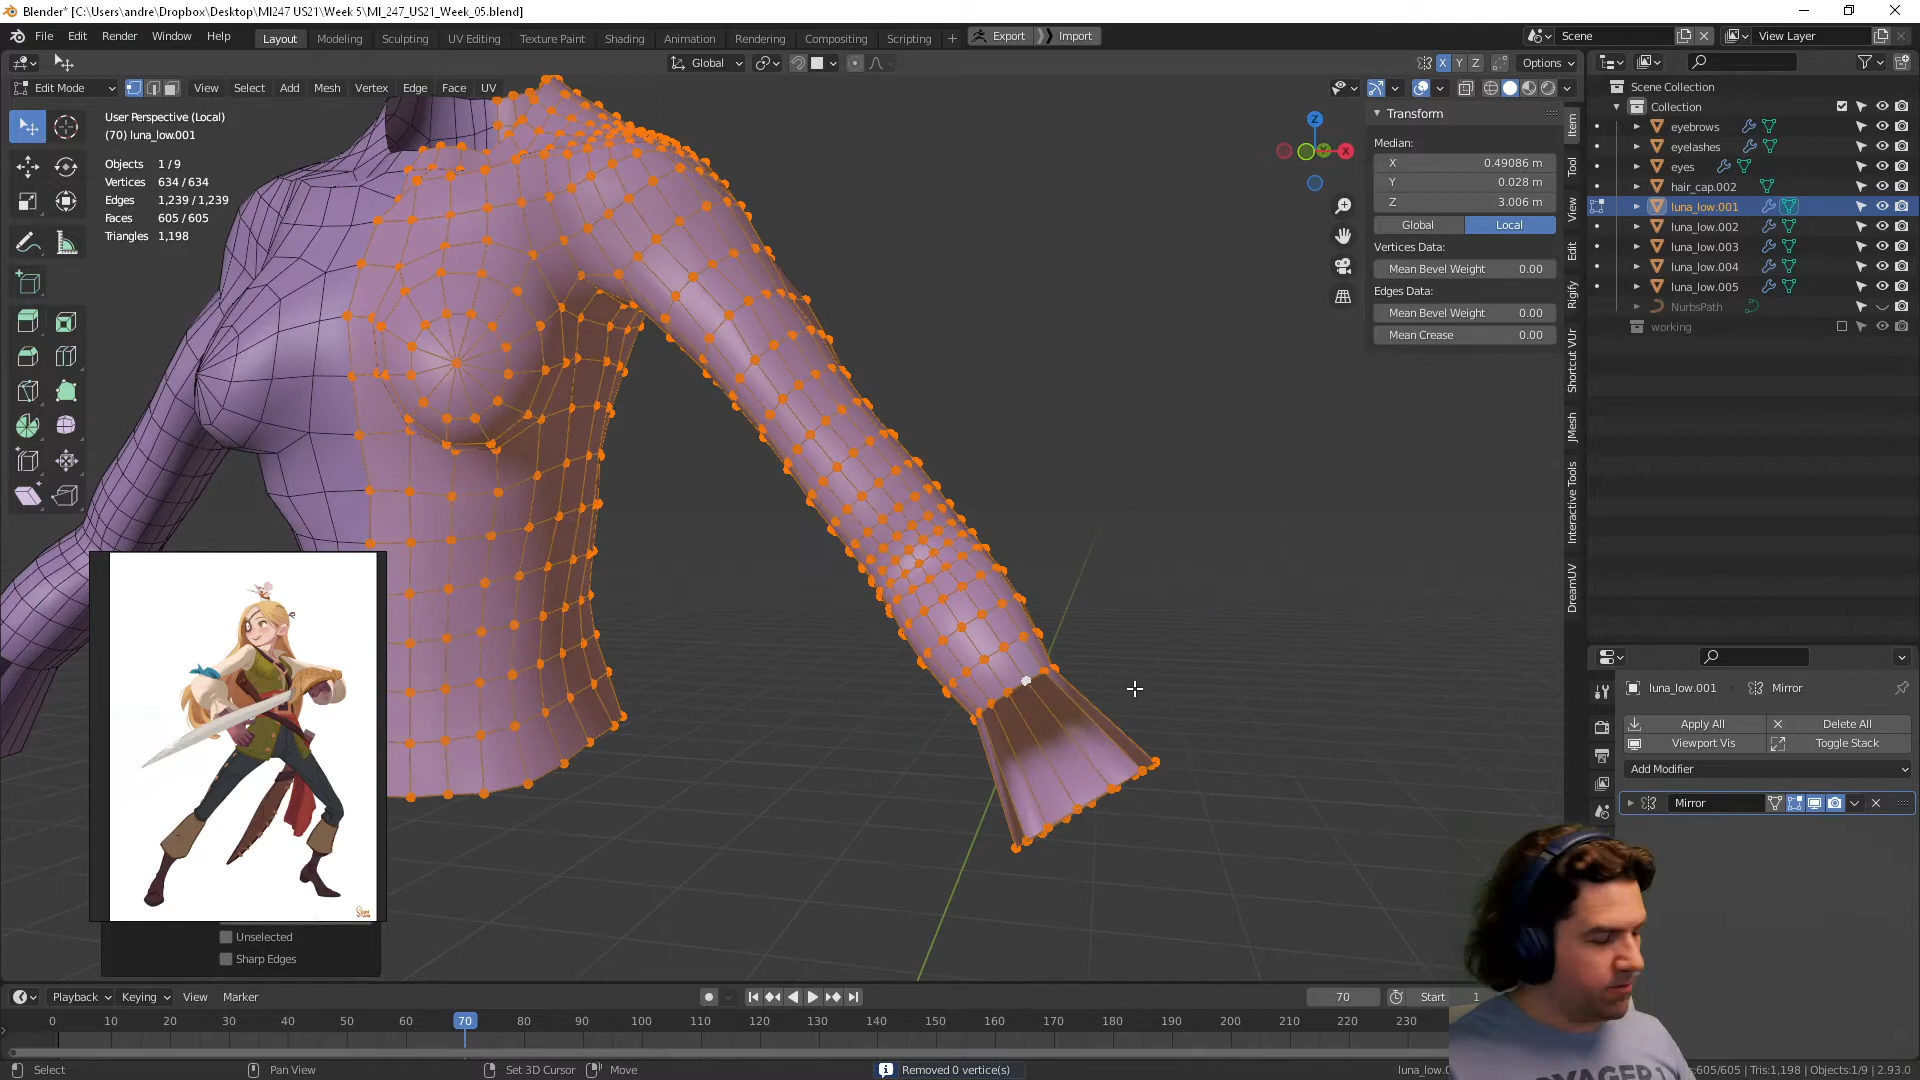 Blender* [C:\Users\andre\Dropbox\Desktop\MI247 US21\Week 5\MI_247_US21_Week_05.blend]
File Edit Render Window Help Layout Modeling Sculpting UV Editing Texture Paint Shading Animation Rendering Compositing Scripting + Export Import Scene View Layer
Global X Y Z Options
Edit Mode View Select Add Mesh Vertex Edge Face UV
User Perspective (Local)
(70) luna_low.001
Objects 1/9
Vertices 634/634
Edges 1,239/1,239
Faces 605/605
Triangles 1,198
Z
X
Y
Transform
Median:
X 0.49086 m
Y 0.028 m
Z 3.006 m
Global Local
Vertices Data:
Mean Bevel Weight 0.00
Edges Data:
Mean Bevel Weight 0.00
Mean Crease 0.00
Item
Tool
View
Edit
Rigify
Shortcut VUr
JMesh
Interactive Tools
DreamUV
Scene Collection
Collection
eyebrows
eyelashes
eyes
hair_cap.002
luna_low.001
luna_low.002
luna_low.003
luna_low.004
luna_low.005
NurbsPath
working
luna_low.001 Mirror
Apply All Delete All
Viewport Vis Toggle Stack
Add Modifier
Mirror
Unselected
Sharp Edges
Playback Keying View Marker 70 Start 1
0 10 20 30 40 50 60 70 80 90 100 110 120 130 140 150 160 170 180 190 200 210 220 230
Select Pan View Set 3D Cursor Move Removed 0 vertice(s) luna_low.0 :605/605 | Tris:1,198 | Objects:1/9 | 2.93.0
VOYAGER 1